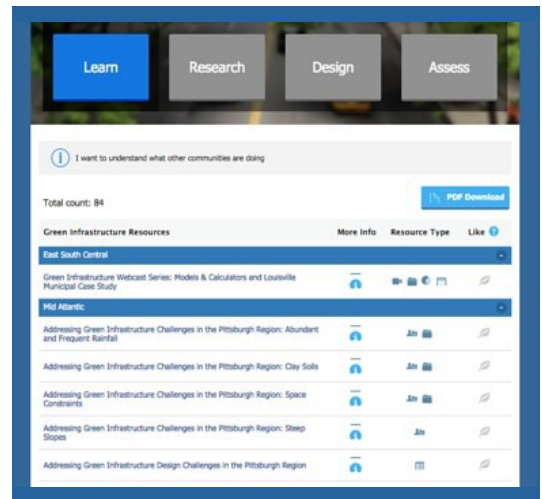 Learn
Research
Design
Assess
I want to understand what other communities are doing
Total count: 84
PDF Download
Green Infrastructure Resources
More Info
Resource Type
Like ?
East South Central
Green Infrastructure Webcast Series: Models & Calculators and Louisville
Municipal Case Study
Mid Atlantic
Addressing Green Infrastructure Challenges in the Pittsburgh Region: Abundant
and Frequent Rainfall
Addressing Green Infrastructure Challenges in the Pittsburgh Region: Clay Soils
Addressing Green Infrastructure Challenges in the Pittsburgh Region: Space
Constraints
Addressing Green Infrastructure Challenges in the Pittsburgh Region: Steep
Slopes
Addressing Green Infrastructure Design Challenges in the Pittsburgh Region